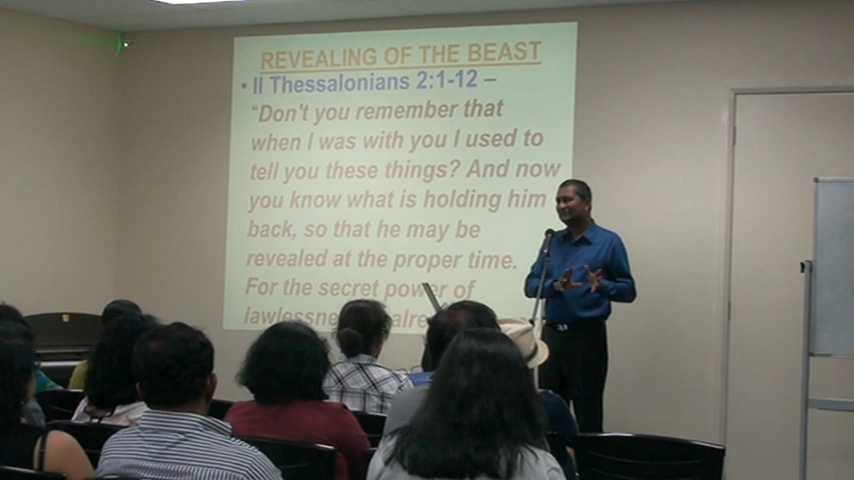 REVEALING OF THE BEAST
• II Thessalonians 2:1-12 –
"Don't you remember that
when I was with you I used to
tell you these things? And now
you know what is holding him
back, so that he may be
revealed at the proper time.
For the secret power of